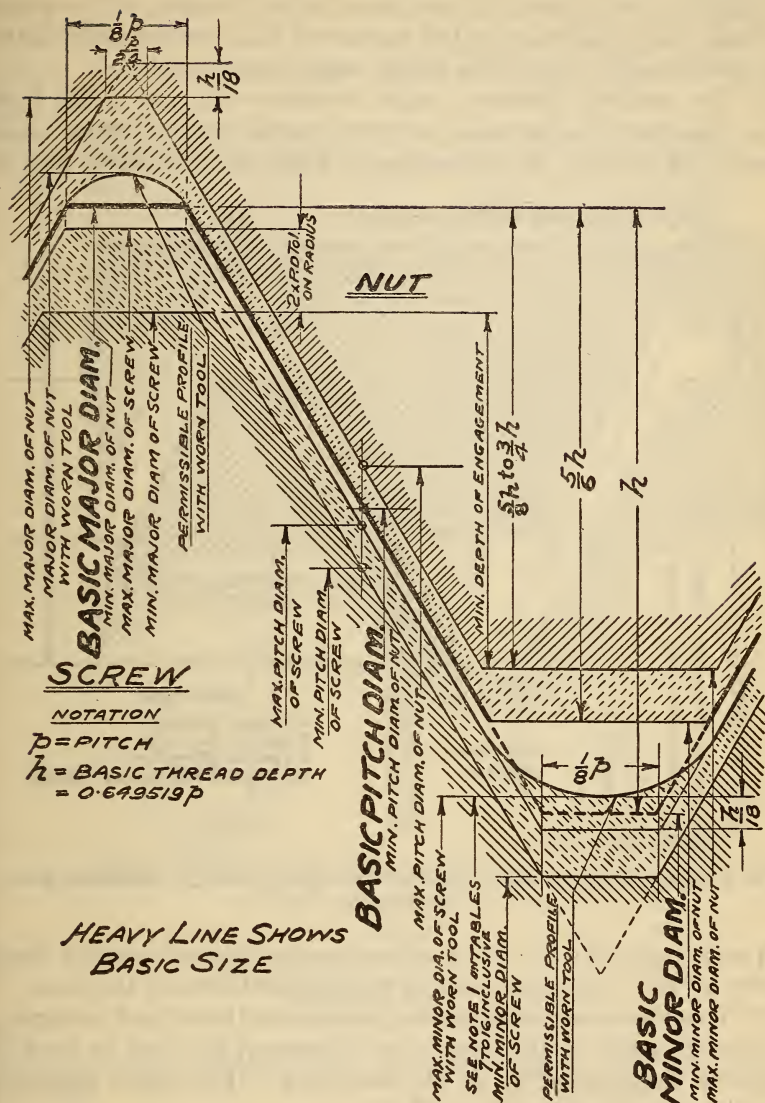 1/8 p
h/18
2 x P.D. TOL.
ON RADIUS
NUT
MAX. MAJOR DIAM. OF NUT
MAJOR DIAM. OF NUT
WITH WORN TOOL
BASIC MAJOR DIAM.
MIN. MAJOR DIAM. OF NUT
MAX. MAJOR DIAM. OF SCREW
MIN. MAJOR DIAM OF SCREW
PERMISSIBLE PROFILE
WITH WORN TOOL
MIN. DEPTH OF ENGAGEMENT
5/8 h to 3/4 h
5/6 h
h
SCREW
NOTATION
p = PITCH
h = BASIC THREAD DEPTH
= 0.649519p
MAX. PITCH DIAM.
OF SCREW
MIN. PITCH DIAM.
OF SCREW
BASIC PITCH DIAM.
MIN. PITCH DIAM. OF NUT
MAX. PITCH DIAM. OF NUT
1/8 p
h/18
HEAVY LINE SHOWS
BASIC SIZE
MAX. MINOR DIA. OF SCREW
WITH WORN TOOL
SEE NOTE 1 ON TABLES
7 TO 16 INCLUSIVE
MIN. MINOR DIAM.
OF SCREW
PERMISSIBLE PROFILE
WITH WORN TOOL
BASIC
MINOR DIAM.
MIN. MINOR DIAM. OF NUT
MAX. MINOR DIAM. OF NUT